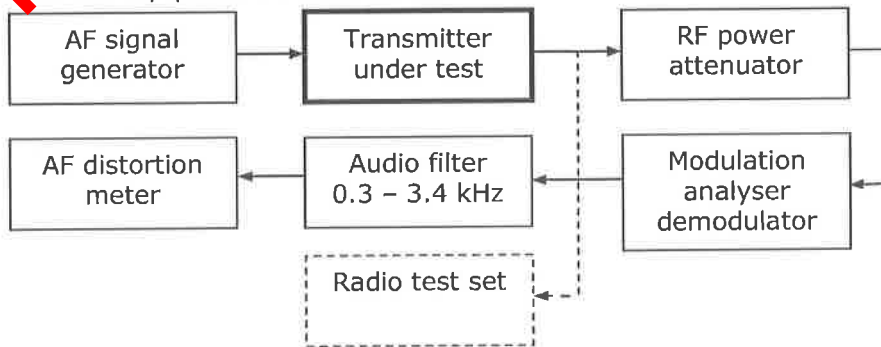 AF signal
generator
Transmitter
under test
RF power
attenuator
AF distortion
meter
Audio filter
0.3 – 3.4 kHz
Modulation
analyser
demodulator
Radio test set